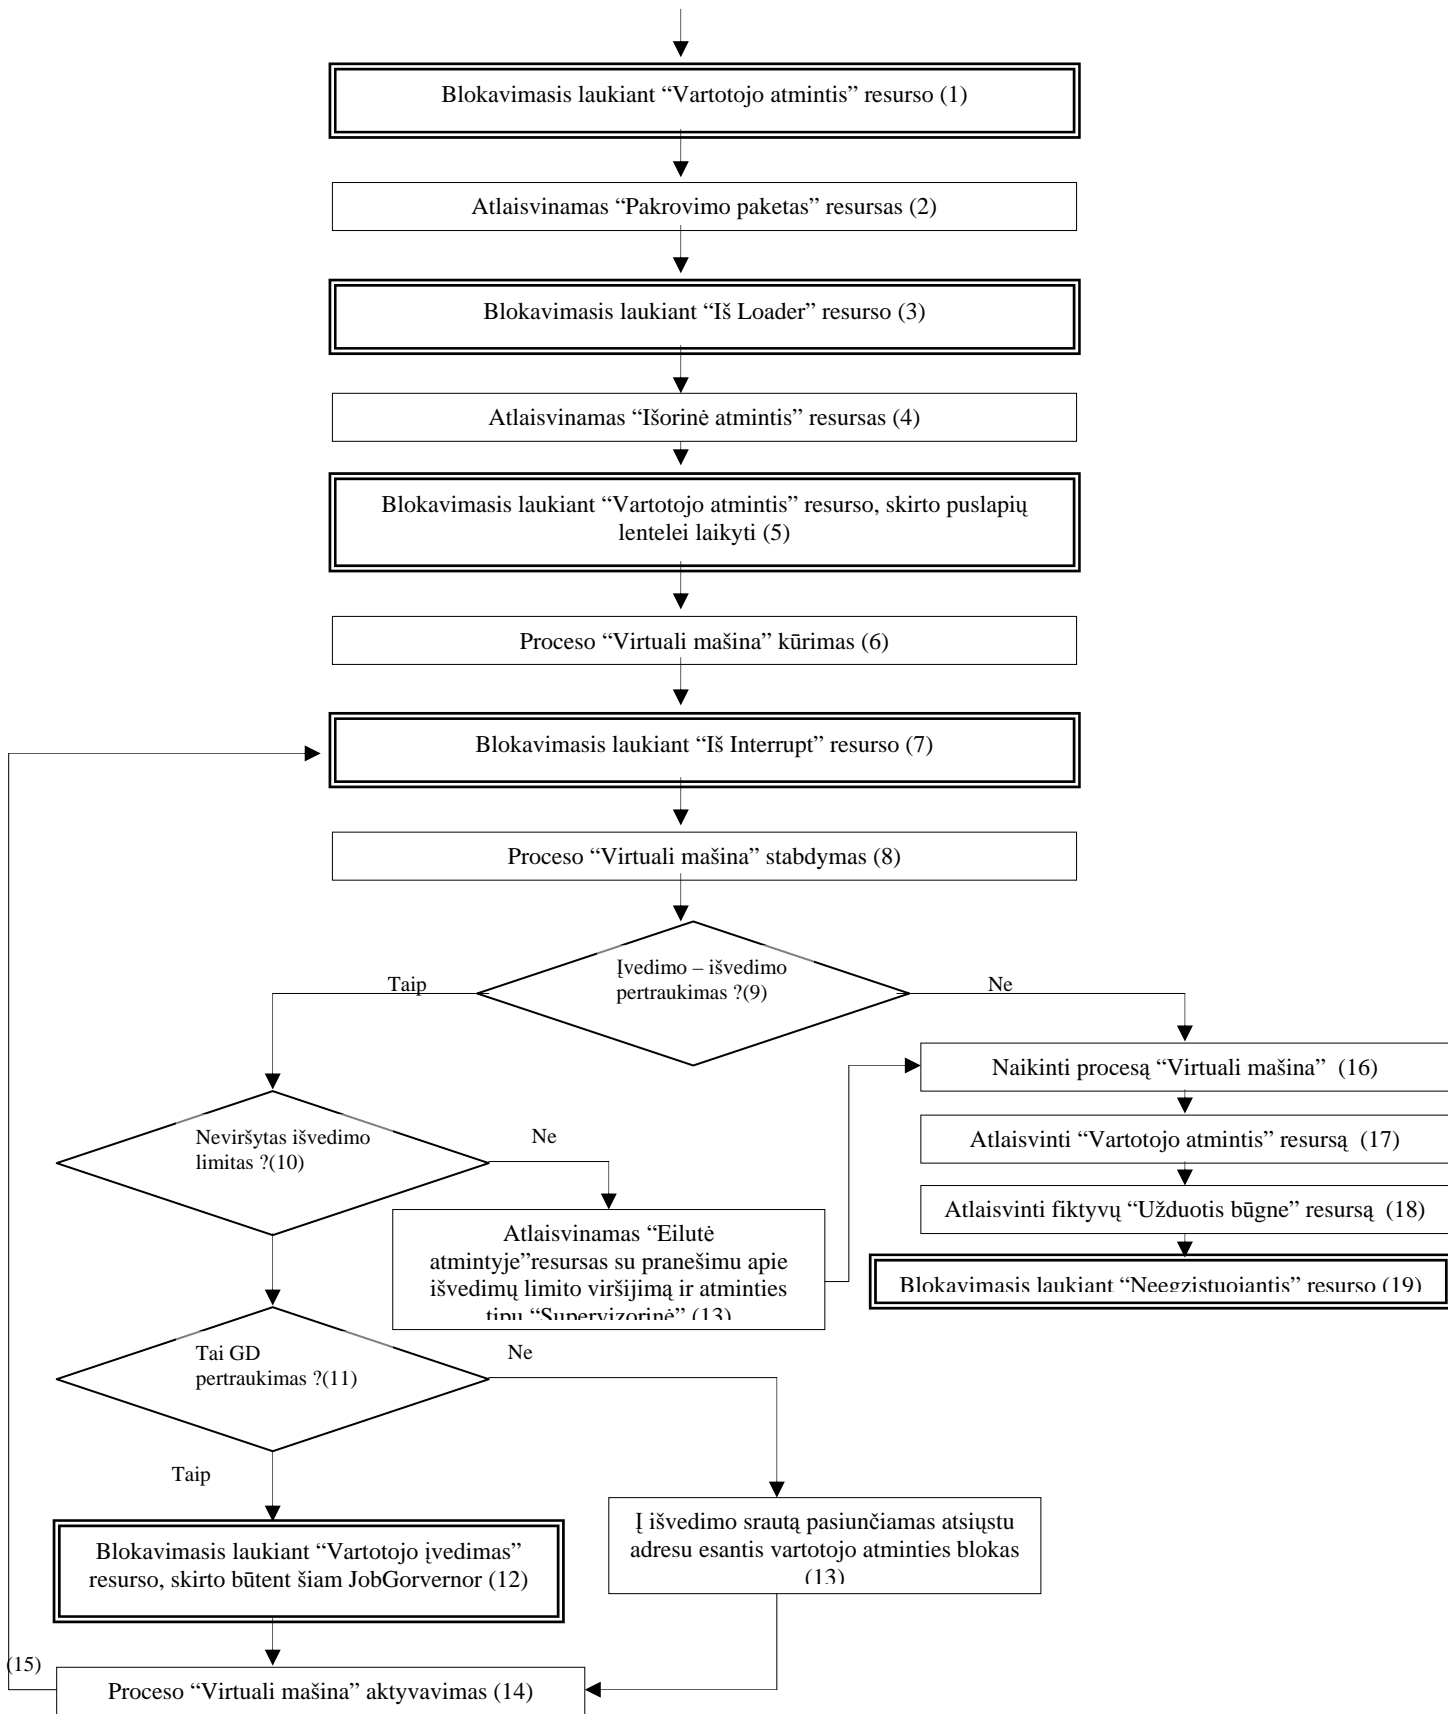 Blokavimasis laukiant “Vartotojo atmintis” resurso (1)
Atlaisvinamas “Pakrovimo paketas” resursas (2)
Blokavimasis laukiant “Iš Loader” resurso (3)
Atlaisvinamas “Išorinė atmintis” resursas (4)
Blokavimasis laukiant “Vartotojo atmintis” resurso, skirto puslapių
lentelei laikyti (5)
Proceso “Virtuali mašina” kūrimas (6)
Blokavimasis laukiant “Iš Interrupt” resurso (7)
Proceso “Virtuali mašina” stabdymas (8)
Įvedimo – išvedimo
pertraukimas ?(9)
Taip
Ne
Naikinti procesą “Virtuali mašina” (16)
Atlaisvinti “Vartotojo atmintis” resursą (17)
Atlaisvinti fiktyvų “Užduotis būgne” resursą (18)
Blokavimasis laukiant “Neegzistuojantis” resurso (19)
Neviršytas išvedimo
limitas ?(10)
Ne
Atlaisvinamas “Eilutė
atmintyje”resursas su pranešimu apie
išvedimų limito viršijimą ir atminties
tipu “Supervizorinė” (13)
Tai GD
pertraukimas ?(11)
Ne
Taip
Į išvedimo srautą pasiunčiamas atsiųstu
adresu esantis vartotojo atminties blokas
(13)
Blokavimasis laukiant “Vartotojo įvedimas”
resurso, skirto būtent šiam JobGorvernor (12)
(15)
Proceso “Virtuali mašina” aktyvavimas (14)